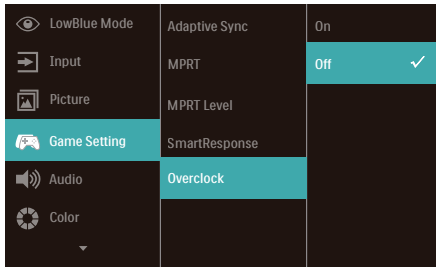 LowBlue Mode
Input
Picture
Game Setting
Audio
Color
Adaptive Sync
MPRT
MPRT Level
SmartResponse
Overclock
On
Off